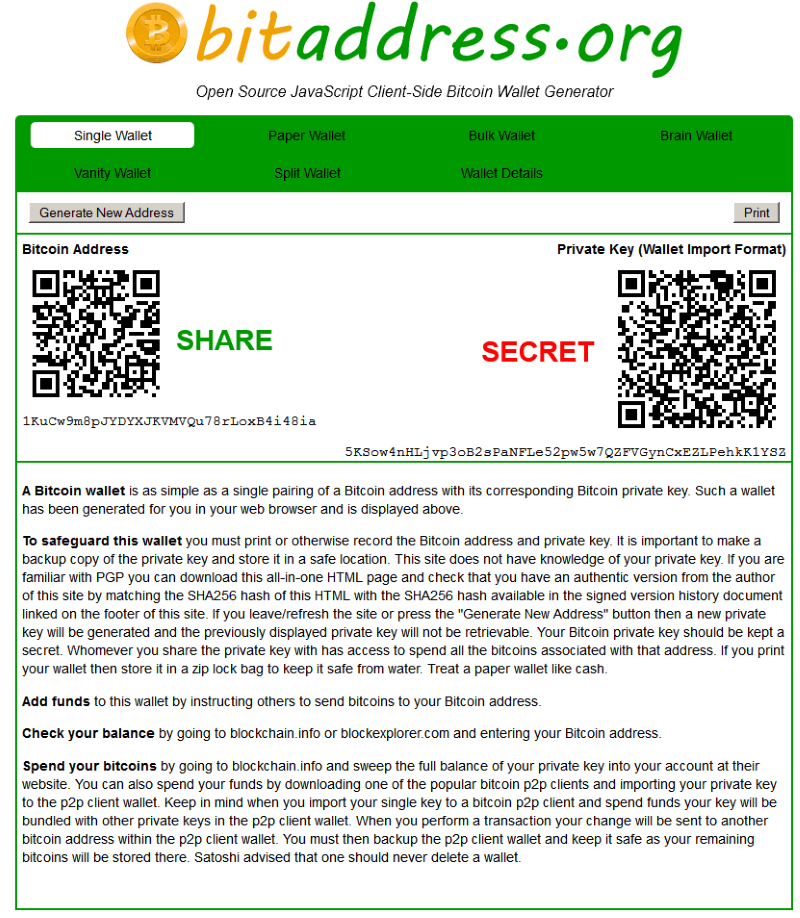 bitaddress.org
Open Source JavaScript Client-Side Bitcoin Wallet Generator
Single Wallet Paper Wallet Bulk Wallet Brain Wallet
Vanity Wallet Split Wallet Wallet Details
Generate New Address Print
Bitcoin Address Private Key (Wallet Import Format)
SHARE
SECRET
1KuCw9m8pJYDYXJKVMVQu78rLoxB4i48ia
5KSow4nHLjvp3oB2sPaNFLe52pw5w7QZFVGynCxEZLPehkK1YSZ
A Bitcoin wallet is as simple as a single pairing of a Bitcoin address with its corresponding Bitcoin private key. Such a wallet
has been generated for you in your web browser and is displayed above.
To safeguard this wallet you must print or otherwise record the Bitcoin address and private key. It is important to make a
backup copy of the private key and store it in a safe location. This site does not have knowledge of your private key. If you are
familiar with PGP you can download this all-in-one HTML page and check that you have an authentic version from the author
of this site by matching the SHA256 hash of this HTML with the SHA256 hash available in the signed version history document
linked on the footer of this site. If you leave/refresh the site or press the "Generate New Address" button then a new private
key will be generated and the previously displayed private key will not be retrievable. Your Bitcoin private key should be kept a
secret. Whomever you share the private key with has access to spend all the bitcoins associated with that address. If you print
your wallet then store it in a zip lock bag to keep it safe from water. Treat a paper wallet like cash.
Add funds to this wallet by instructing others to send bitcoins to your Bitcoin address.
Check your balance by going to blockchain.info or blockexplorer.com and entering your Bitcoin address.
Spend your bitcoins by going to blockchain.info and sweep the full balance of your private key into your account at their
website. You can also spend your funds by downloading one of the popular bitcoin p2p clients and importing your private key
to the p2p client wallet. Keep in mind when you import your single key to a bitcoin p2p client and spend funds your key will be
bundled with other private keys in the p2p client wallet. When you perform a transaction your change will be sent to another
bitcoin address within the p2p client wallet. You must then backup the p2p client wallet and keep it safe as your remaining
bitcoins will be stored there. Satoshi advised that one should never delete a wallet.